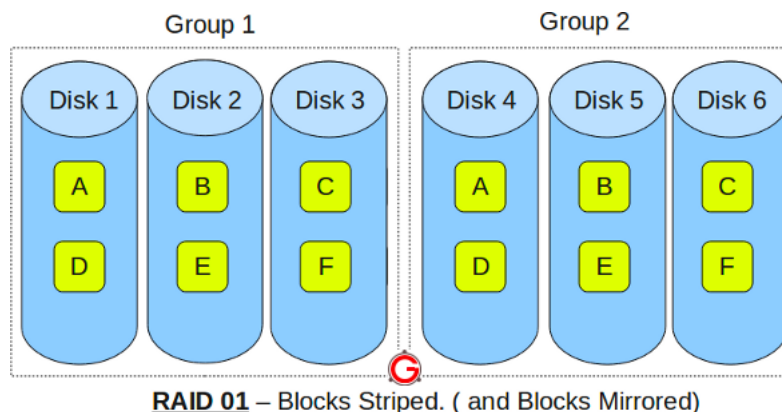 Group 1 Group 2
Disk 1 Disk 2 Disk 3 Disk 4 Disk 5 Disk 6
A B C A B C
D E F D E F
G
RAID 01 – Blocks Striped. ( and Blocks Mirrored)